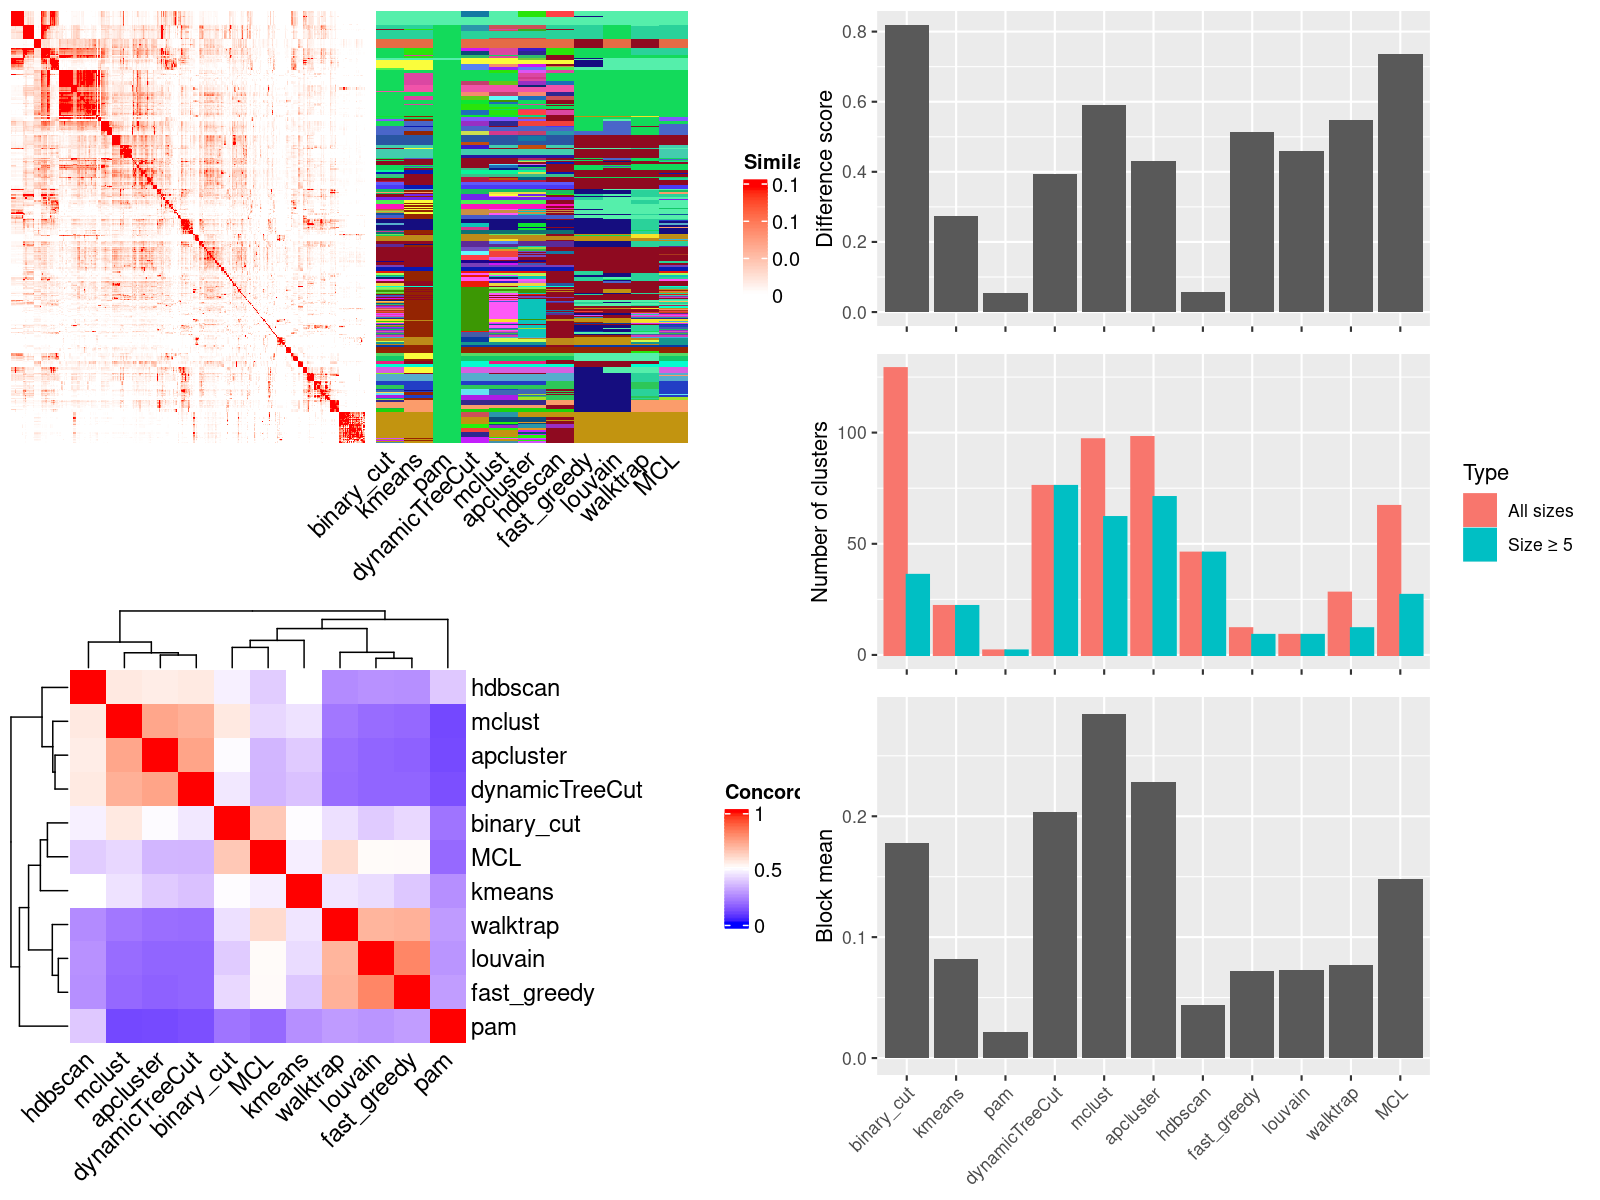 Simila
0.1
0.1
0.0
0
binary_cut
kmeans
pam
dynamicTreeCut
mclust
apcluster
hdbscan
fast_greedy
louvain
walktrap
MCL
hdbscan
mclust
apcluster
dynamicTreeCut
binary_cut
MCL
kmeans
walktrap
louvain
fast_greedy
pam
hdbscan
mclust
apcluster
dynamicTreeCut
binary_cut
MCL
kmeans
walktrap
louvain
fast_greedy
pam
Concord
1
0.5
0
Difference score
0.8
0.6
0.4
0.2
0.0
Number of clusters
100
50
0
Type
All sizes
Size ≥ 5
Block mean
0.2
0.1
0.0
binary_cut
kmeans
pam
dynamicTreeCut
mclust
apcluster
hdbscan
fast_greedy
louvain
walktrap
MCL